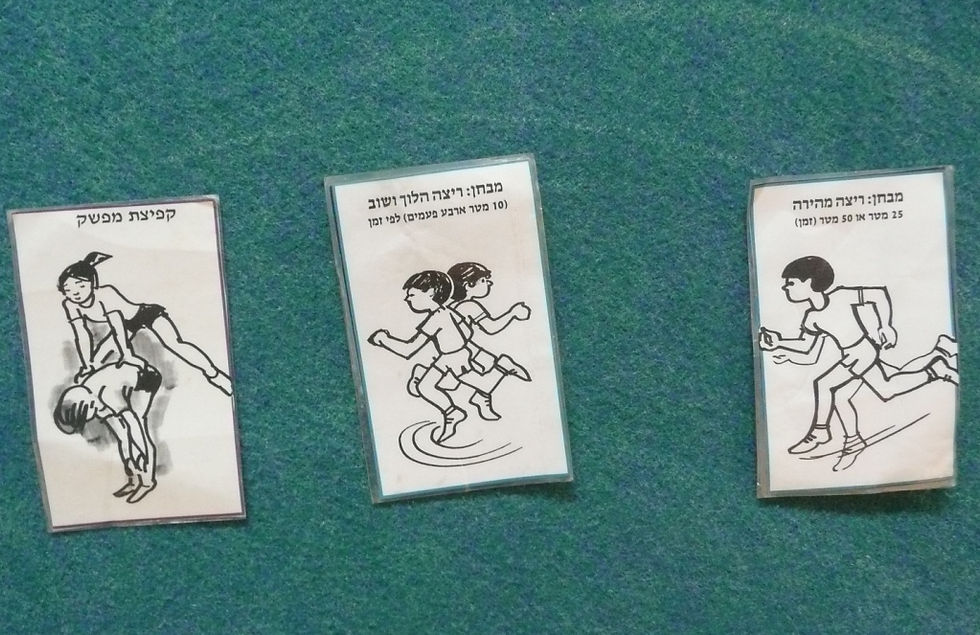 קפיצת מפשק
מבחן: ריצה הלוך ושוב
(10 מטר ארבע פעמים) לפי זמן
מבחן: ריצה מהירה
25 מטר או 50 מטר (זמן)